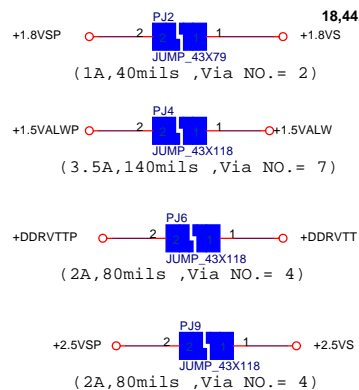 PJ2 18,44
+1.8VSP 2 2 1 1 +1.8VS
JUMP_43X79
(1A,40mils ,Via NO.= 2)
PJ4
+1.5VALWP 2 2 1 1 +1.5VALW
JUMP_43X118
(3.5A,140mils ,Via NO.= 7)
PJ6
+DDRVTTP 2 2 1 1 +DDRVTT
JUMP_43X118
(2A,80mils ,Via NO.= 4)
PJ9
+2.5VSP 2 2 1 1 +2.5VS
JUMP_43X118
(2A,80mils ,Via NO.= 4)